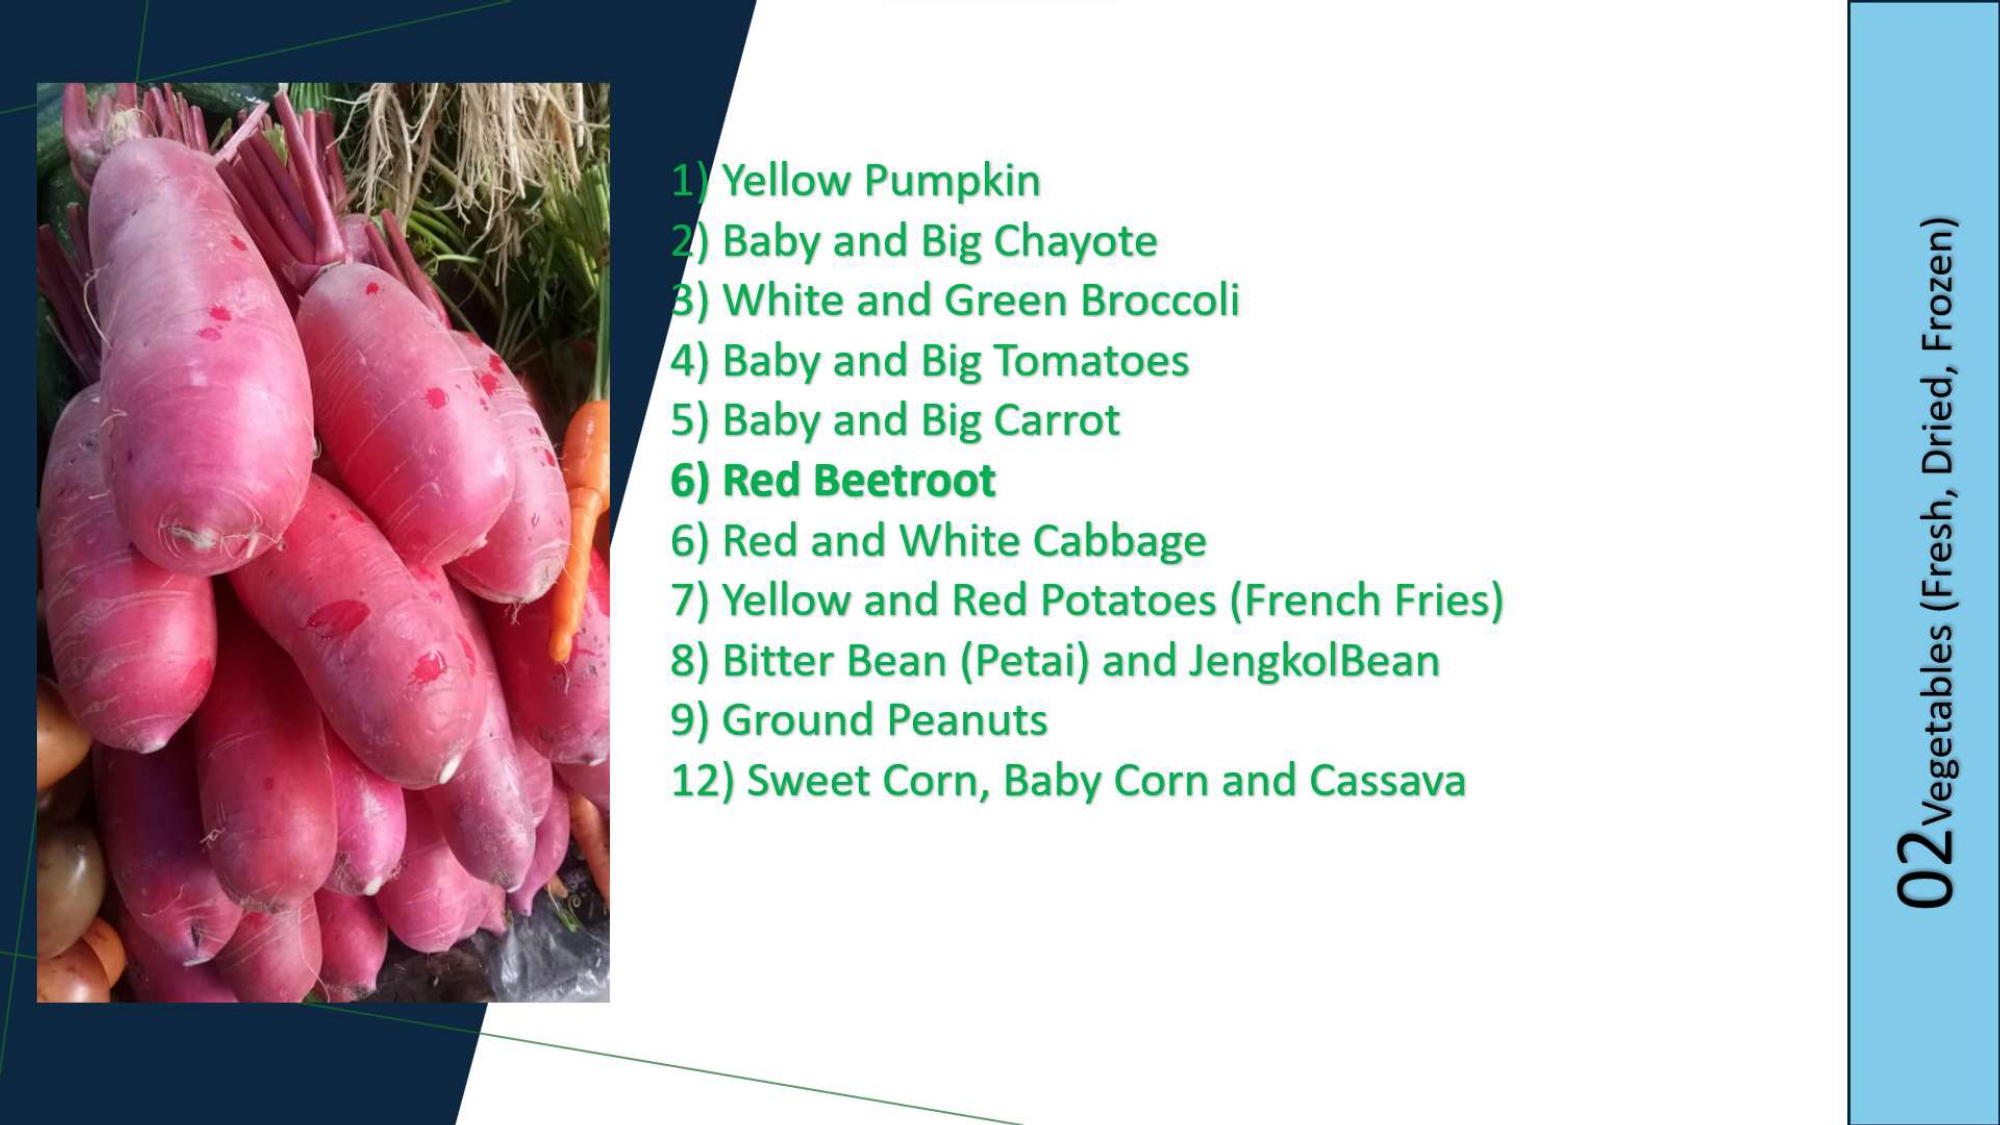 1) Yellow Pumpkin
2) Baby and Big Chayote
3) White and Green Broccoli
4) Baby and Big Tomatoes
5) Baby and Big Carrot
6) Red Beetroot
6) Red and White Cabbage
7) Yellow and Red Potatoes (French Fries)
8) Bitter Bean (Petai) and JengkolBean
9) Ground Peanuts
12) Sweet Corn, Baby Corn and Cassava
02Vegetables (Fresh, Dried, Frozen)